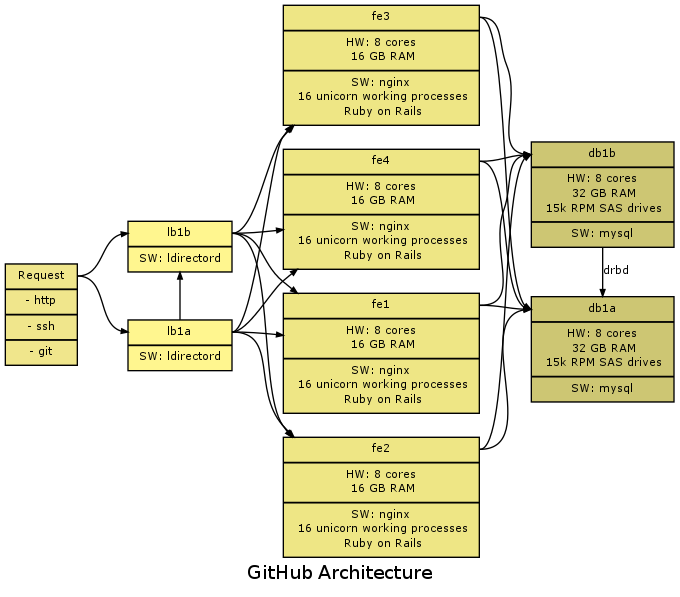 Request
- http
- ssh
- git
lb1b
SW: ldirectord
lb1a
SW: ldirectord
fe3
HW: 8 cores
16 GB RAM
SW: nginx
16 unicorn working processes
Ruby on Rails
fe4
HW: 8 cores
16 GB RAM
SW: nginx
16 unicorn working processes
Ruby on Rails
fe1
HW: 8 cores
16 GB RAM
SW: nginx
16 unicorn working processes
Ruby on Rails
fe2
HW: 8 cores
16 GB RAM
SW: nginx
16 unicorn working processes
Ruby on Rails
db1b
HW: 8 cores
32 GB RAM
15k RPM SAS drives
SW: mysql
drbd
db1a
HW: 8 cores
32 GB RAM
15k RPM SAS drives
SW: mysql
GitHub Architecture